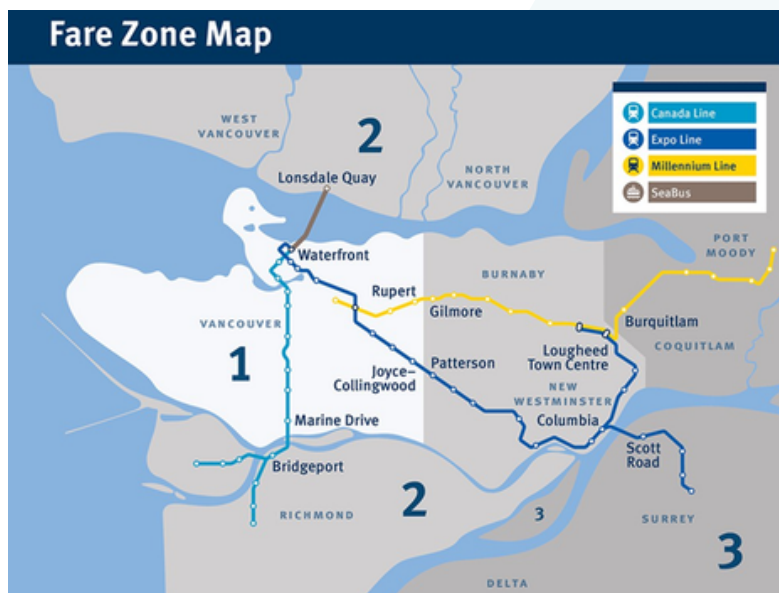 Fare Zone Map
Canada Line
Expo Line
Millennium Line
SeaBus
WEST
VANCOUVER
2
NORTH
VANCOUVER
Lonsdale Quay
PORT
MOODY
Waterfront
BURNABY
Rupert
Gilmore
VANCOUVER
Burquitlam
1
Lougheed
Town Centre
COQUITLAM
Joyce–
Collingwood
Patterson
NEW
WESTMINSTER
Columbia
Marine Drive
Scott
Road
Bridgeport
2
RICHMOND
3
SURREY
3
DELTA